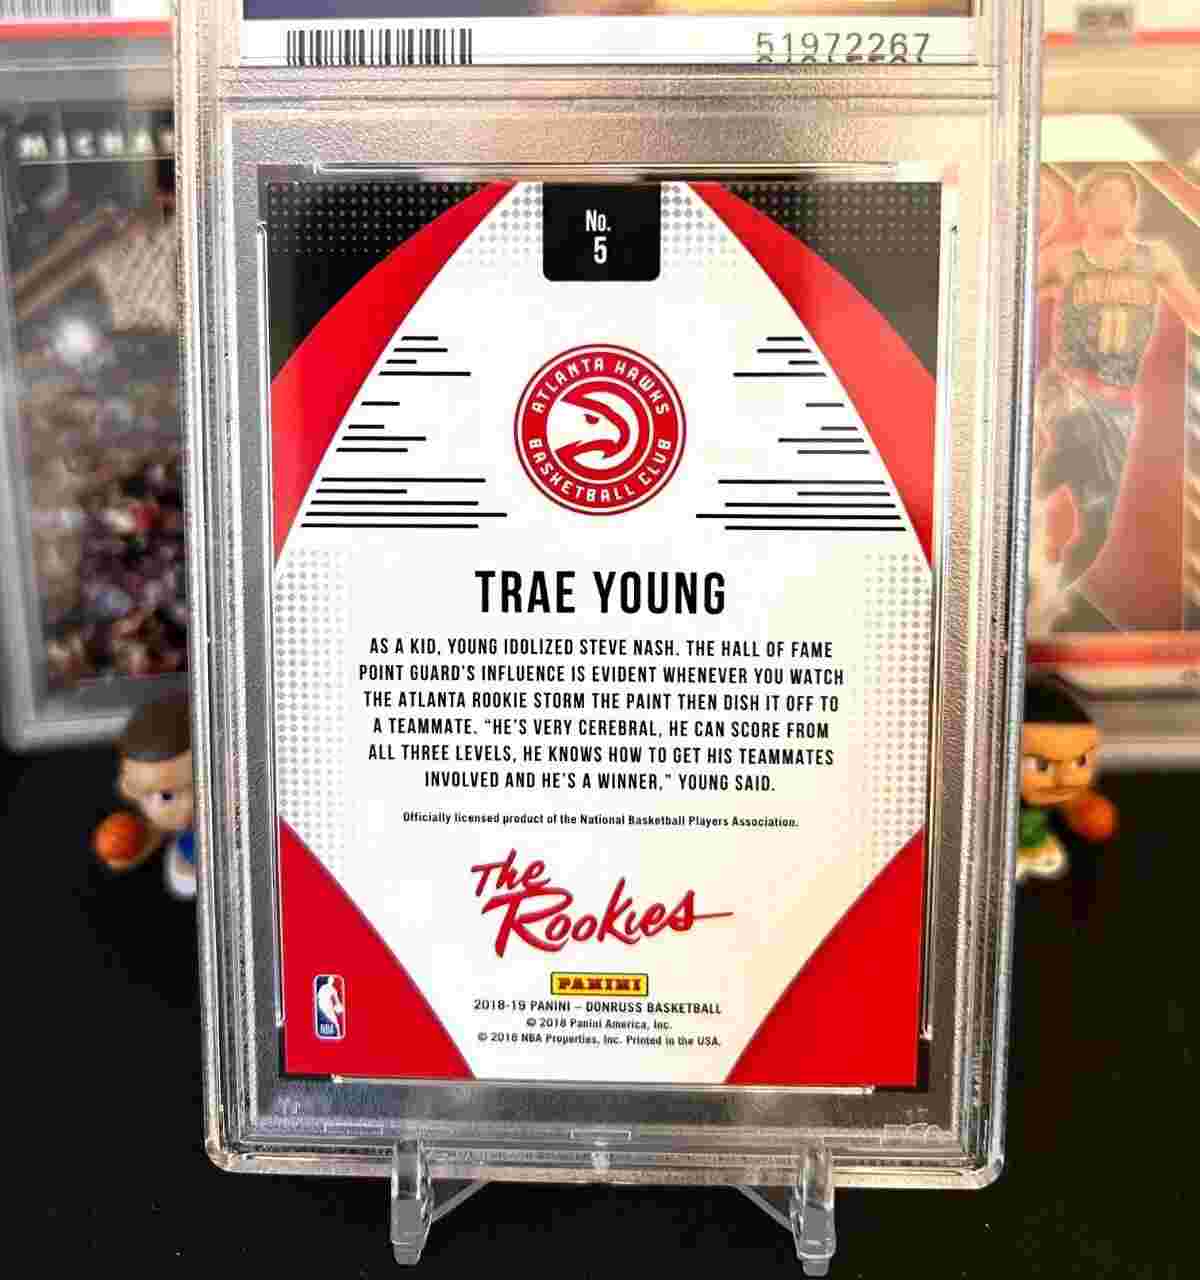 51972267
MICHA
No.
5
ATLANTA HAWKS
BASKETBALL CLUB
TRAE YOUNG
AS A KID, YOUNG IDOLIZED STEVE NASH. THE HALL OF FAME
POINT GUARD'S INFLUENCE IS EVIDENT WHENEVER YOU WATCH
THE ATLANTA ROOKIE STORM THE PAINT THEN DISH IT OFF TO
A TEAMMATE. "HE'S VERY CEREBRAL, HE CAN SCORE FROM
ALL THREE LEVELS, HE KNOWS HOW TO GET HIS TEAMMATES
INVOLVED AND HE'S A WINNER," YOUNG SAID.
Officially licensed product of the National Basketball Players Association.
The
Rookies
PANINI
NBA
2018-19 PANINI – DONRUSS BASKETBALL
© 2018 Panini America, Inc.
© 2018 NBA Properties, Inc. Printed in the USA.